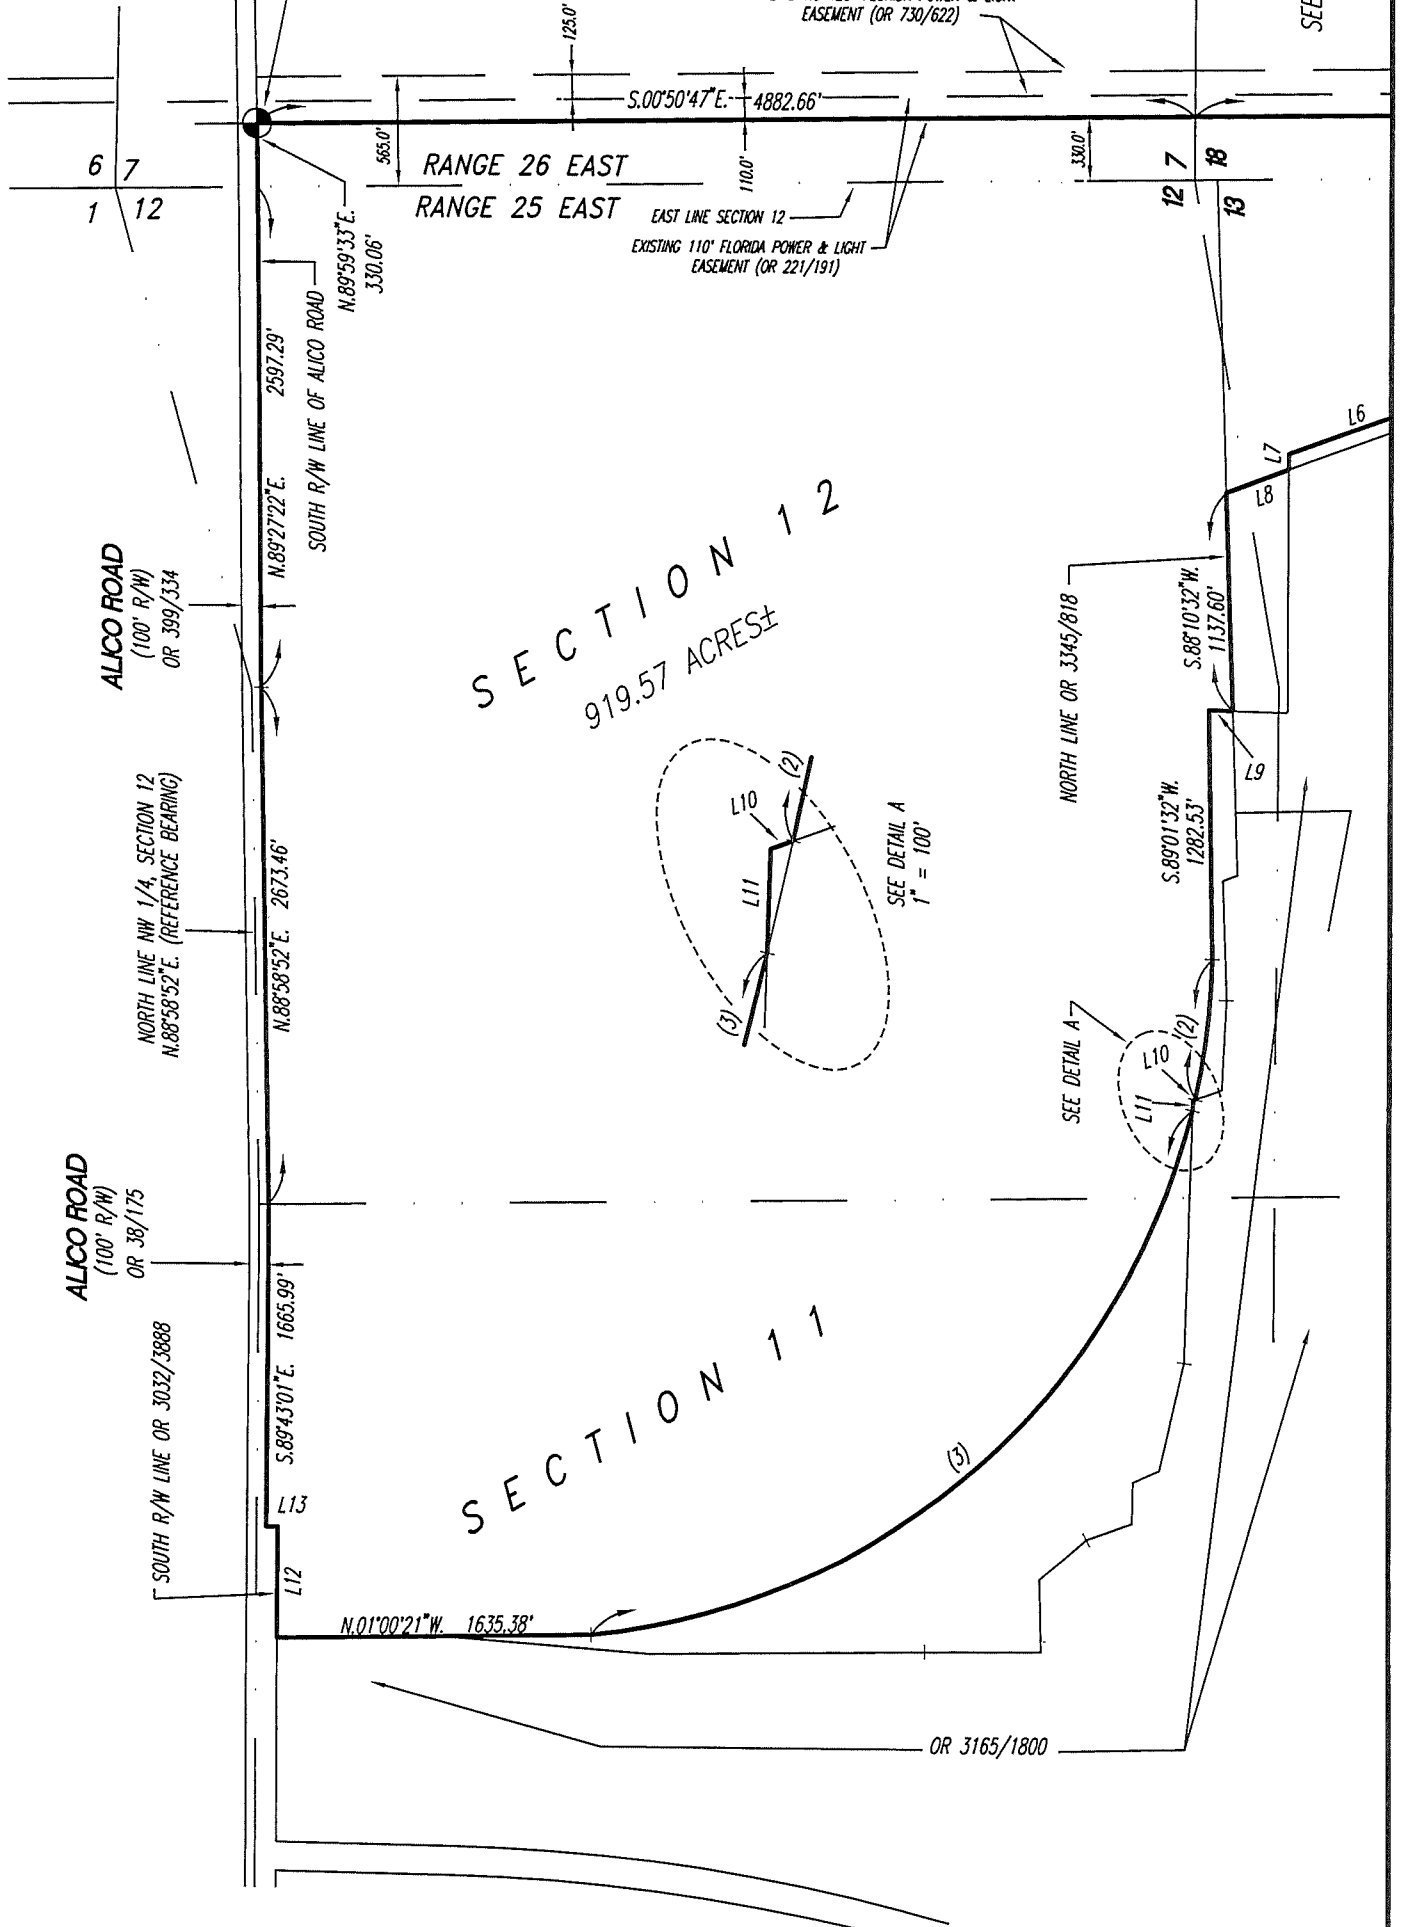 EASEMENT (OR 730/622)
SEE
125.0'
S.00°50'47"E. 4882.66'
565.0'
110.0'
330.0'
6 7
1 12
7 18
12 13
RANGE 26 EAST
RANGE 25 EAST
EAST LINE SECTION 12
EXISTING 110' FLORIDA POWER & LIGHT
EASEMENT (OR 221/191)
N.89°59'33"E.
330.06'
SOUTH R/W LINE OF ALICO ROAD
N.89°27'22"E. 2597.29'
ALICO ROAD
(100' R/W)
OR 399/334
SECTION 12
919.57 ACRES±
L6
L7
L8
NORTH LINE OR 3345/818
S.88°10'32"W.
1137.60'
L9
S.89°01'32"W.
1282.53'
NORTH LINE NW 1/4, SECTION 12
N.88°58'52"E. (REFERENCE BEARING)
N.88°58'52"E. 2673.46'
(2)
L10
L11
(3)
SEE DETAIL A
1" = 100'
SEE DETAIL A
(2)
L10
L11
ALICO ROAD
(100' R/W)
OR 38/175
SOUTH R/W LINE OR 3032/3888
S.89°43'01"E. 1665.99'
L13
L12
SECTION 11
(3)
N.01°00'21"W. 1635.38'
OR 3165/1800